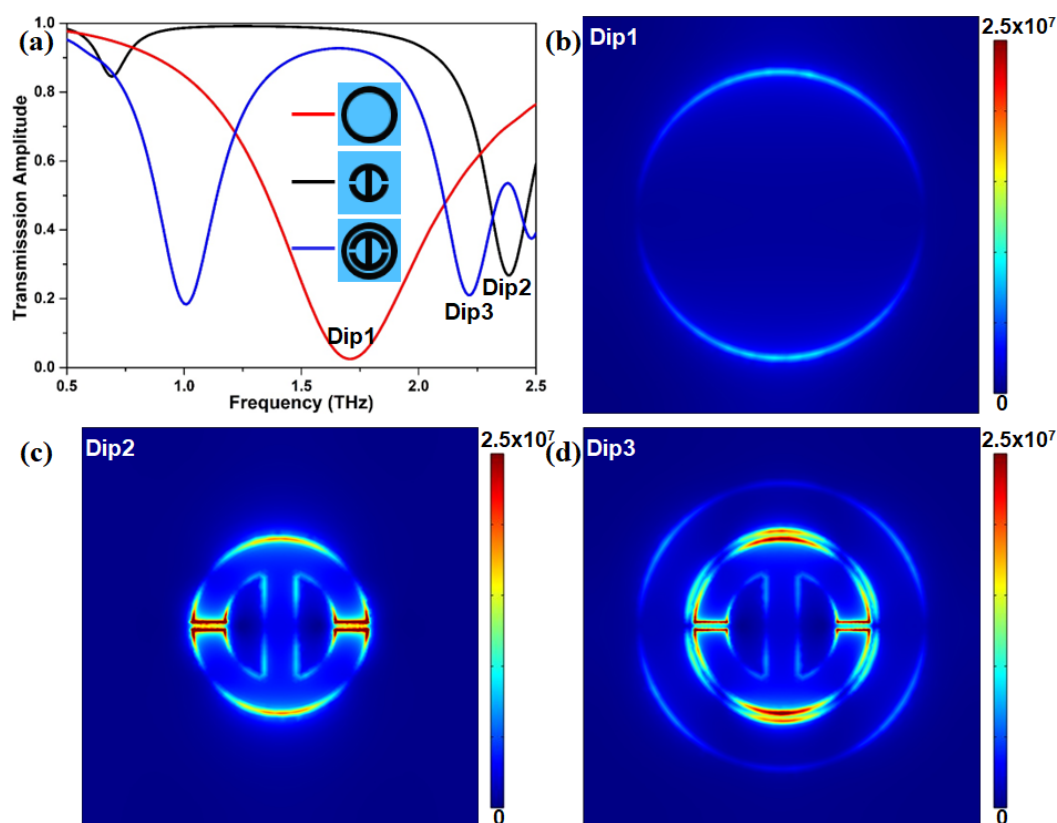 (a)
Transmisssion Amplitude
1.0
0.8
0.6
0.4
0.2
0.0
Dip1
Dip3
Dip2
0.5 1.0 1.5 2.0 2.5
Frequency (THz)
(b)
Dip1
2.5x10⁷
0
(c)
Dip2
2.5x10⁷
0
(d)
Dip3
2.5x10⁷
0